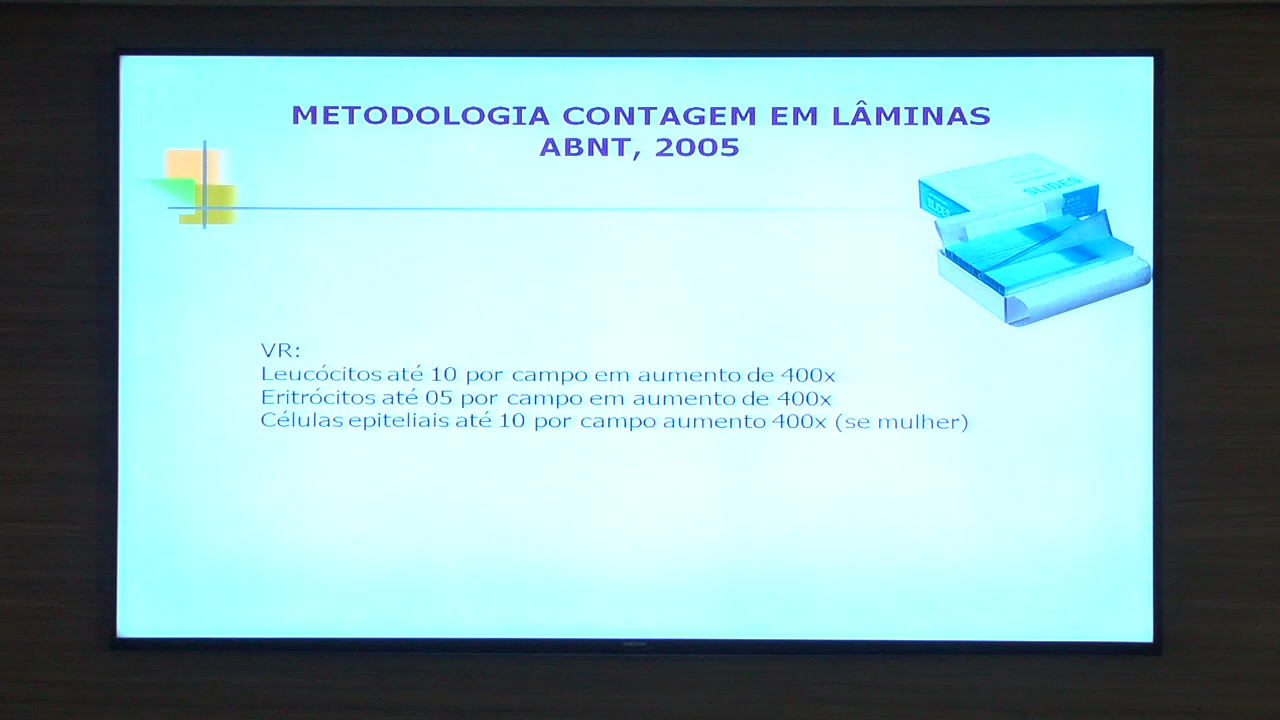 METODOLOGIA CONTAGEM EM LÂMINAS
ABNT, 2005
SLIDES
VR:
Leucócitos até 10 por campo em aumento de 400x
Eritrócitos até 05 por campo em aumento de 400x
Células epiteliais até 10 por campo aumento 400x (se mulher)